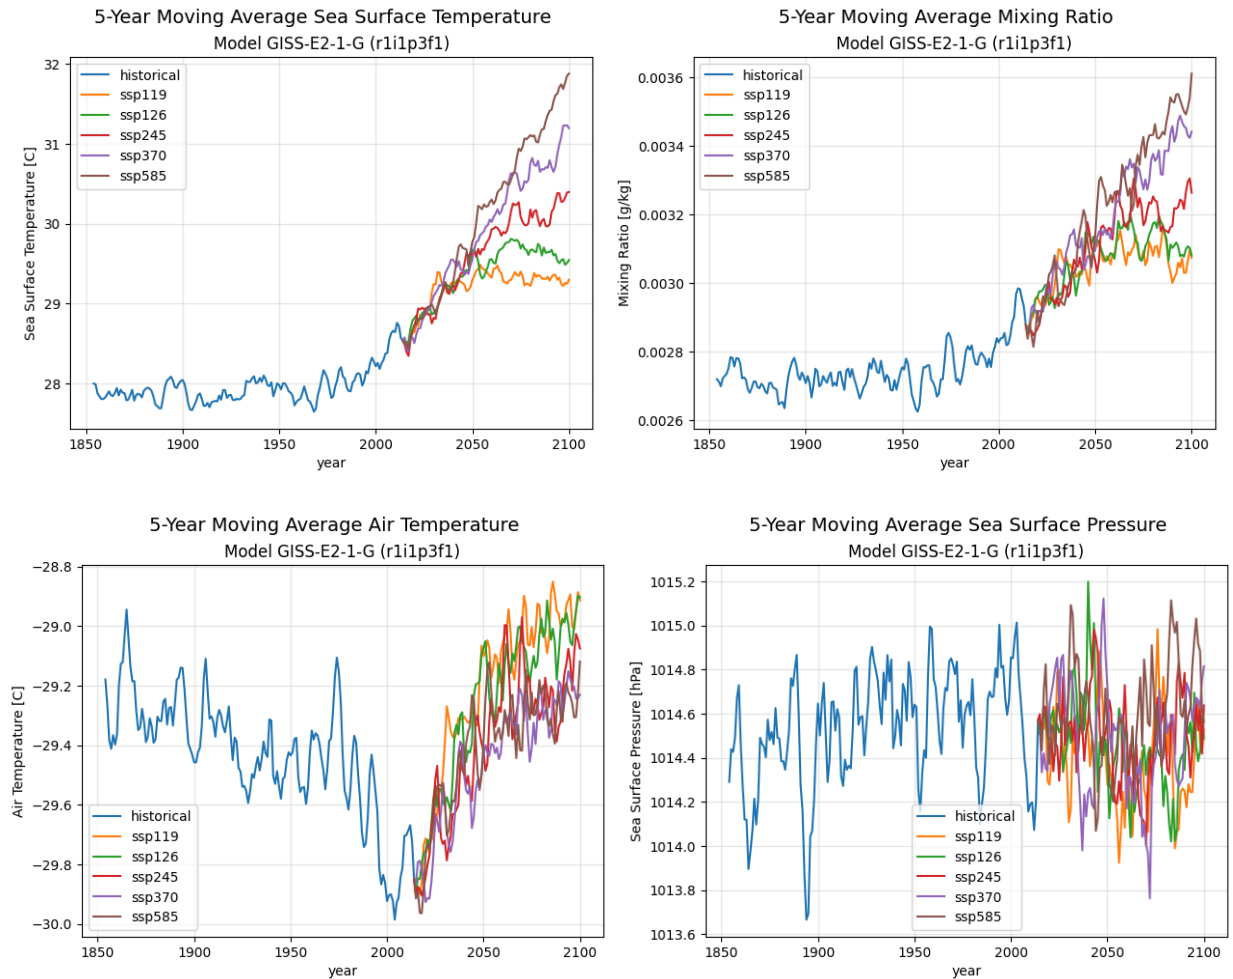 5-Year Moving Average Sea Surface Temperature
Model GISS-E2-1-G (r1i1p3f1)
32
31
30
29
28
Sea Surface Temperature [C]
historical
ssp119
ssp126
ssp245
ssp370
ssp585
1850 1900 1950 2000 2050 2100
year
5-Year Moving Average Mixing Ratio
Model GISS-E2-1-G (r1i1p3f1)
0.0036
0.0034
0.0032
0.0030
0.0028
0.0026
Mixing Ratio [g/kg]
historical
ssp119
ssp126
ssp245
ssp370
ssp585
1850 1900 1950 2000 2050 2100
year
5-Year Moving Average Air Temperature
Model GISS-E2-1-G (r1i1p3f1)
−28.8
−29.0
−29.2
−29.4
−29.6
−29.8
−30.0
Air Temperature [C]
historical
ssp119
ssp126
ssp245
ssp370
ssp585
1850 1900 1950 2000 2050 2100
year
5-Year Moving Average Sea Surface Pressure
Model GISS-E2-1-G (r1i1p3f1)
1015.2
1015.0
1014.8
1014.6
1014.4
1014.2
1014.0
1013.8
1013.6
Sea Surface Pressure [hPa]
historical
ssp119
ssp126
ssp245
ssp370
ssp585
1850 1900 1950 2000 2050 2100
year